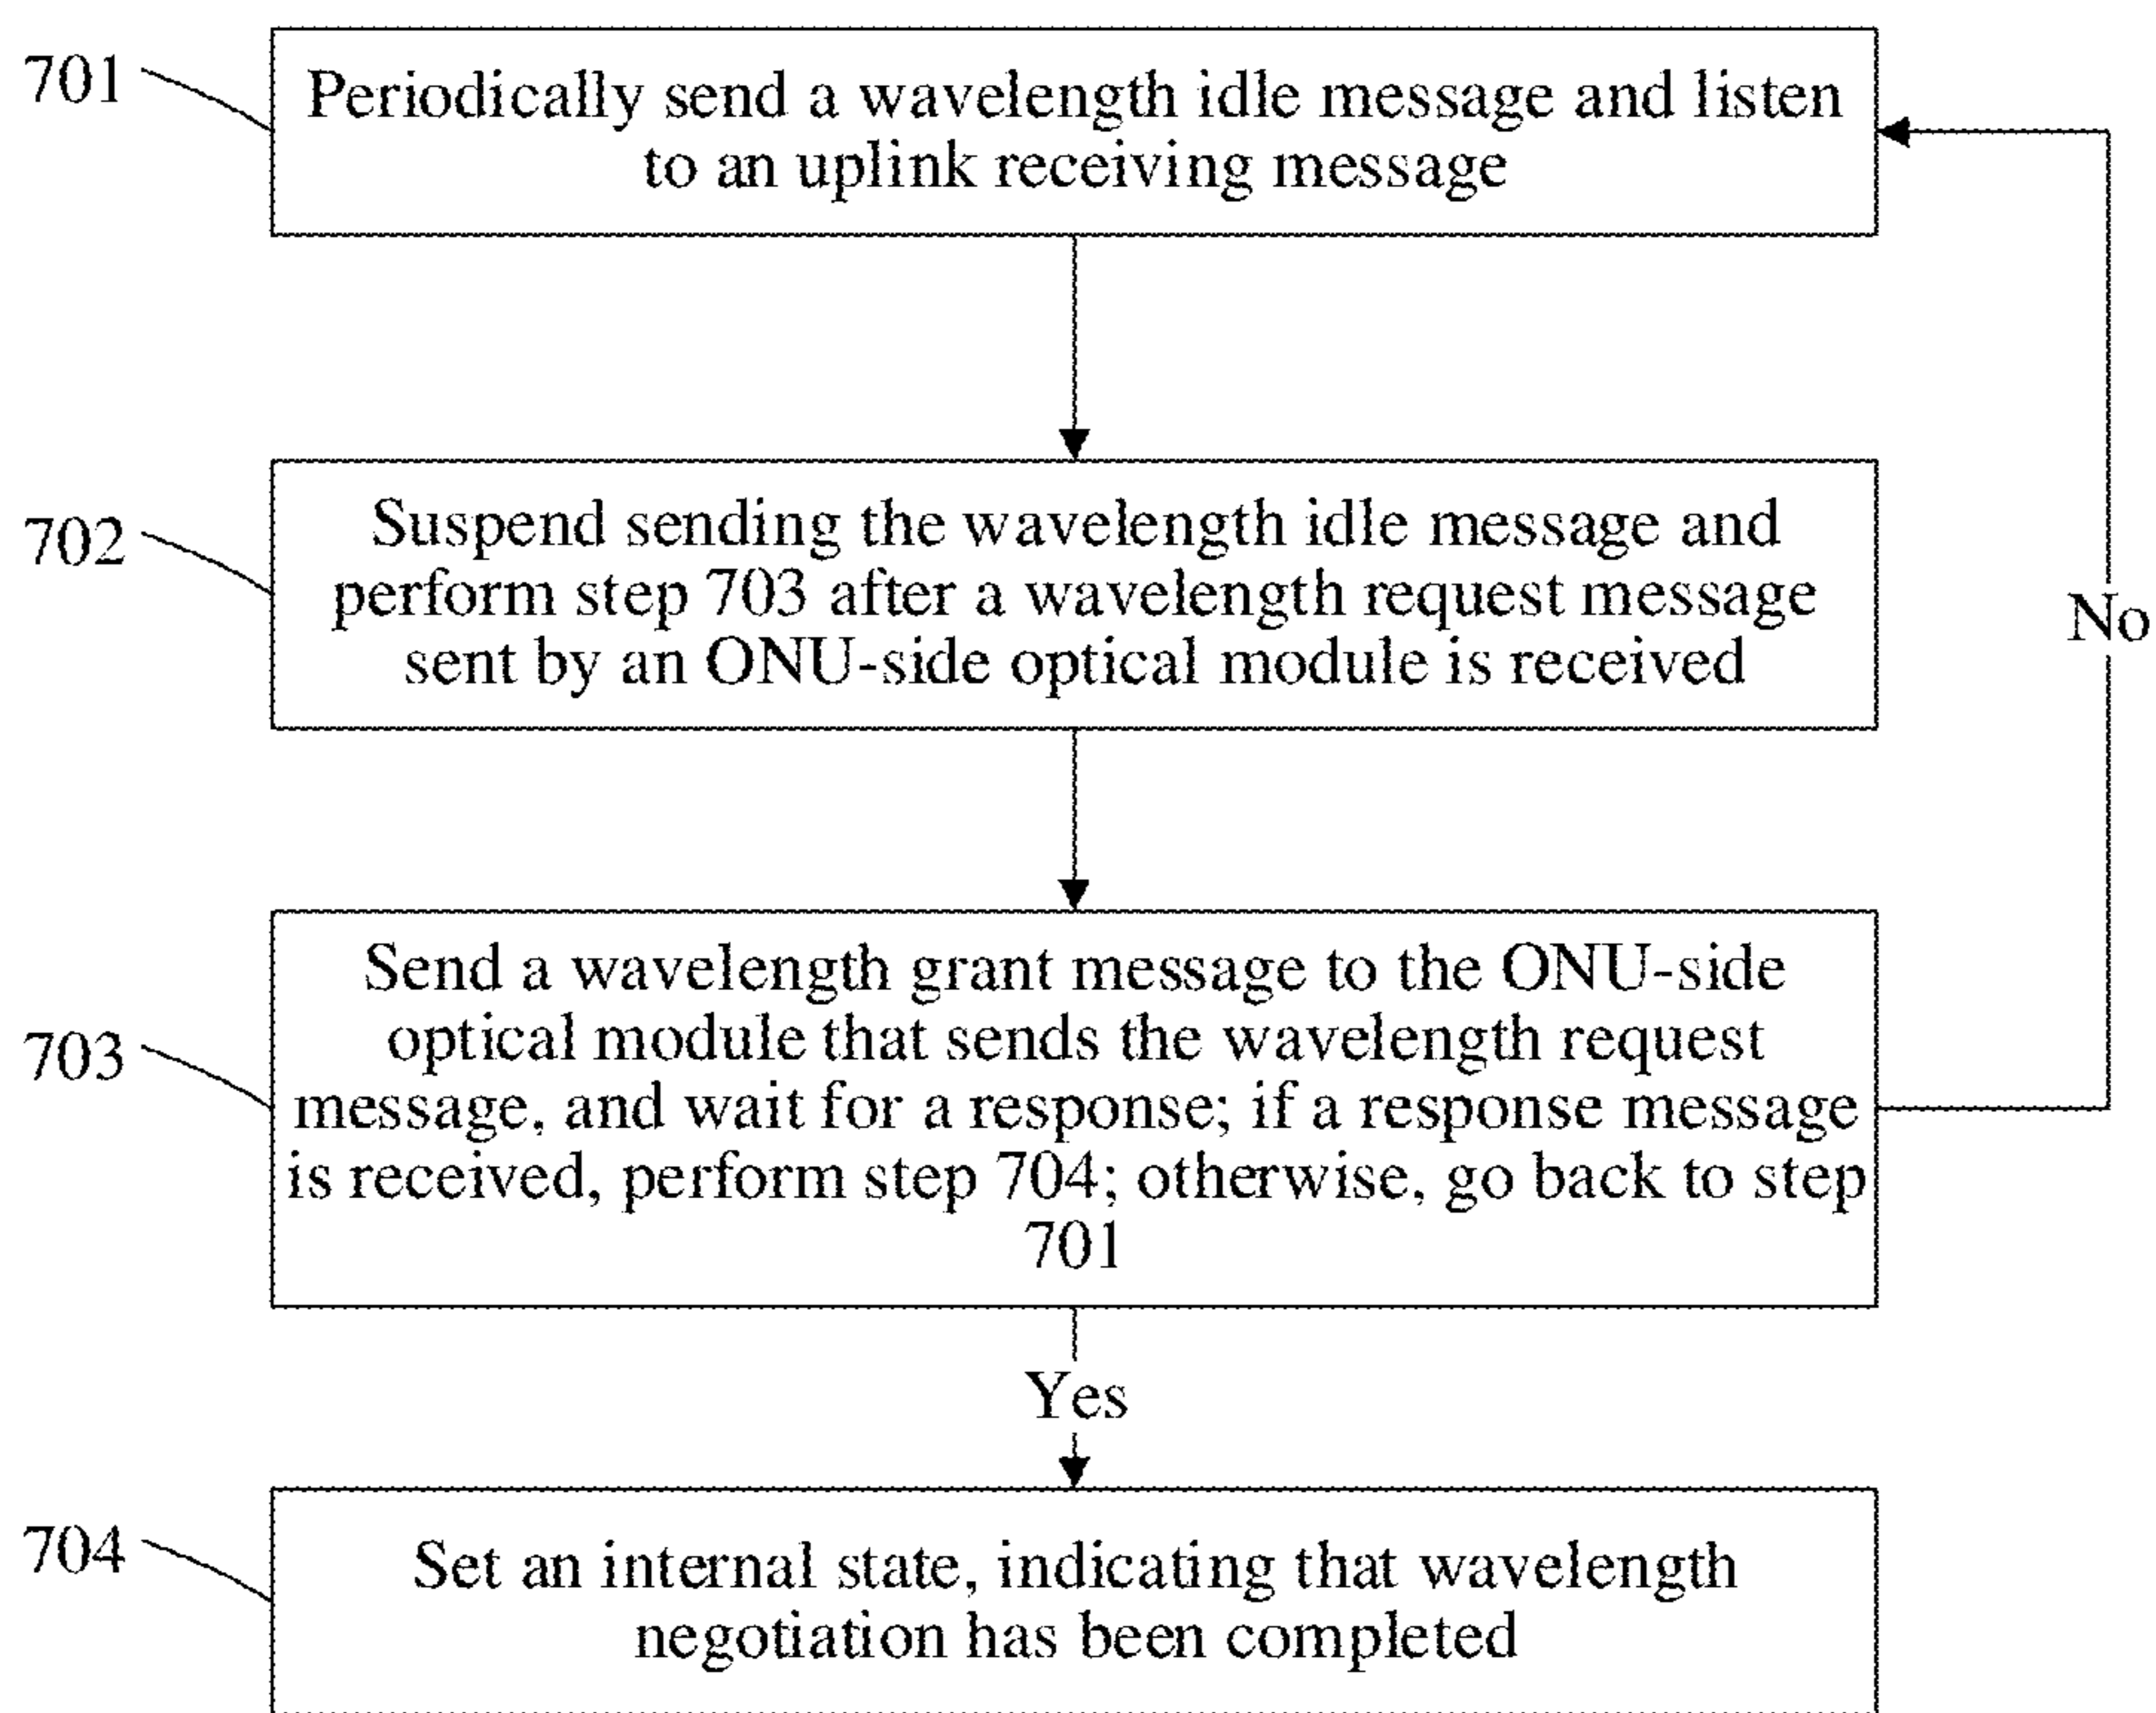 701
Periodically send a wavelength idle message and listen
to an uplink receiving message
702
Suspend sending the wavelength idle message and
perform step 703 after a wavelength request message
sent by an ONU-side optical module is received
No
703
Send a wavelength grant message to the ONU-side
optical module that sends the wavelength request
message, and wait for a response; if a response message
is received, perform step 704; otherwise, go back to step
701
Yes
704
Set an internal state, indicating that wavelength
negotiation has been completed